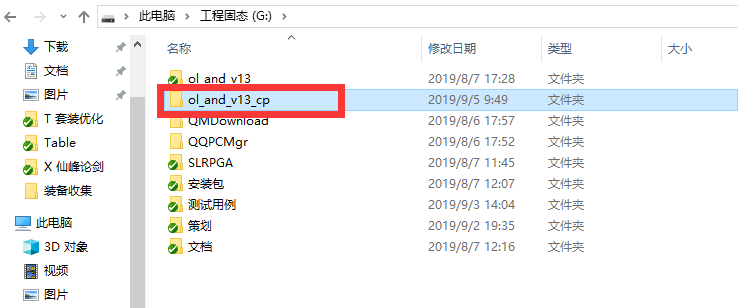 此电脑 工程固态 (G:)
名称 修改日期 类型 大小
下载
文档
图片
T 套装优化
Table
X 仙峰论剑
装备收集
此电脑
3D 对象
视频
图片
ol_and_v13 2019/8/7 17:28 文件夹
ol_and_v13_cp 2019/9/5 9:49 文件夹
QMDownload 2019/8/6 17:57 文件夹
QQPCMgr 2019/8/6 17:52 文件夹
SLRPGA 2019/8/7 11:45 文件夹
安装包 2019/8/7 12:07 文件夹
测试用例 2019/9/3 14:04 文件夹
策划 2019/9/2 19:35 文件夹
文档 2019/8/7 12:16 文件夹